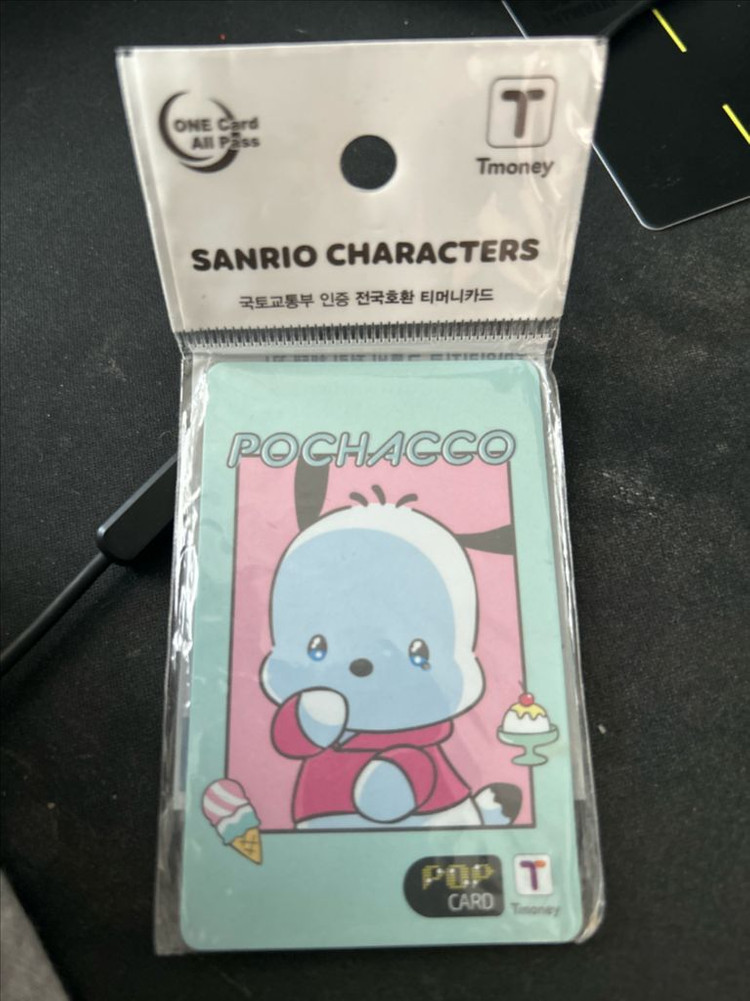 ONE Card
All Pass
T
Tmoney
SANRIO CHARACTERS
국토교통부 인증 전국호환 티머니카드
POCHACCO
POP
CARD
T
Tmoney